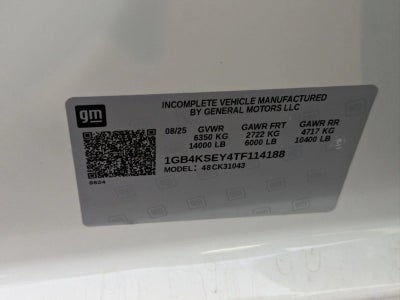 gm
INCOMPLETE VEHICLE MANUFACTURED
BY GENERAL MOTORS LLC
08/25 GVWR GAWR FRT GAWR RR
6350 KG 2722 KG 4717 KG
14000 LB 6000 LB 10400 LB
1GB4KSEY4TF114188
MODEL: 48CK31043